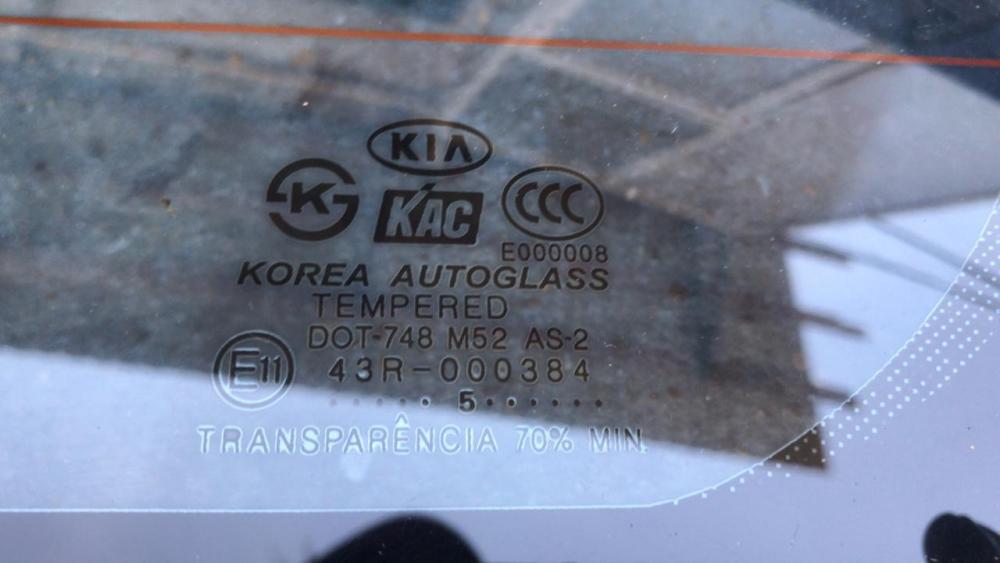 KIA
K
KAC
CCC
E000008
KOREA AUTOGLASS
TEMPERED
DOT-748 M52 AS-2
E11
43R-000384
·····5······
TRANSPARÊNCIA 70% MIN.